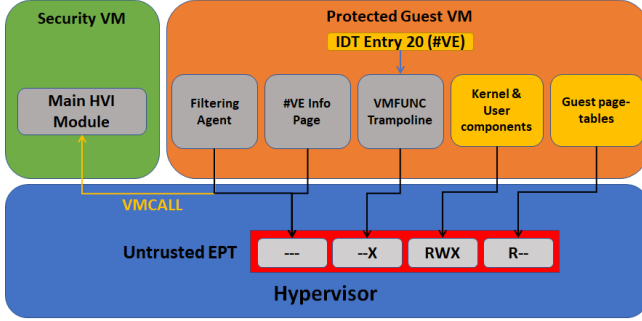 Security VM
Protected Guest VM
IDT Entry 20 (#VE)
Main HVI
Module
Filtering
Agent
#VE Info
Page
VMFUNC
Trampoline
Kernel &
User
components
Guest page-
tables
VMCALL
Untrusted EPT
---
--X
RWX
R--
Hypervisor